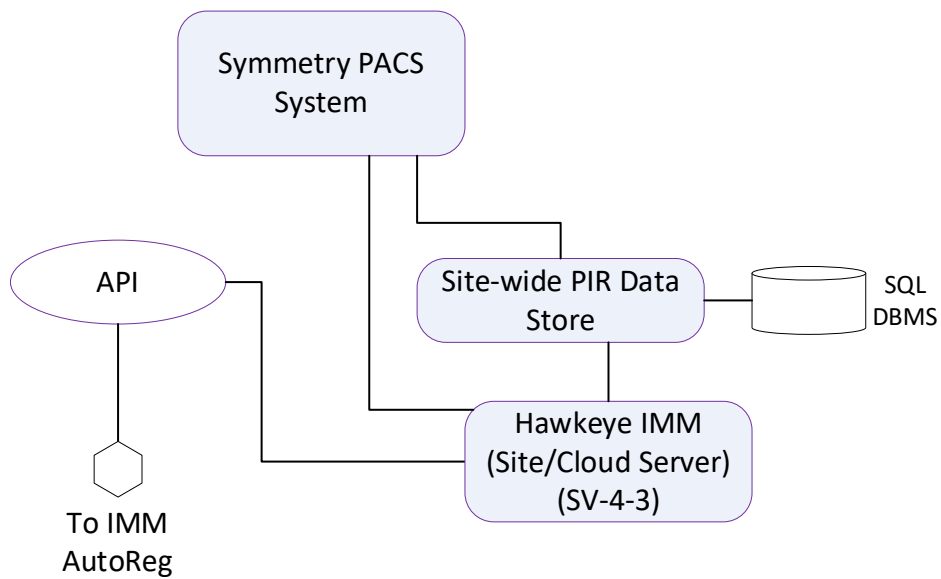 Symmetry PACS
System
API
Site-wide PIR Data
Store
SQL
DBMS
Hawkeye IMM
(Site/Cloud Server)
(SV-4-3)
To IMM
AutoReg